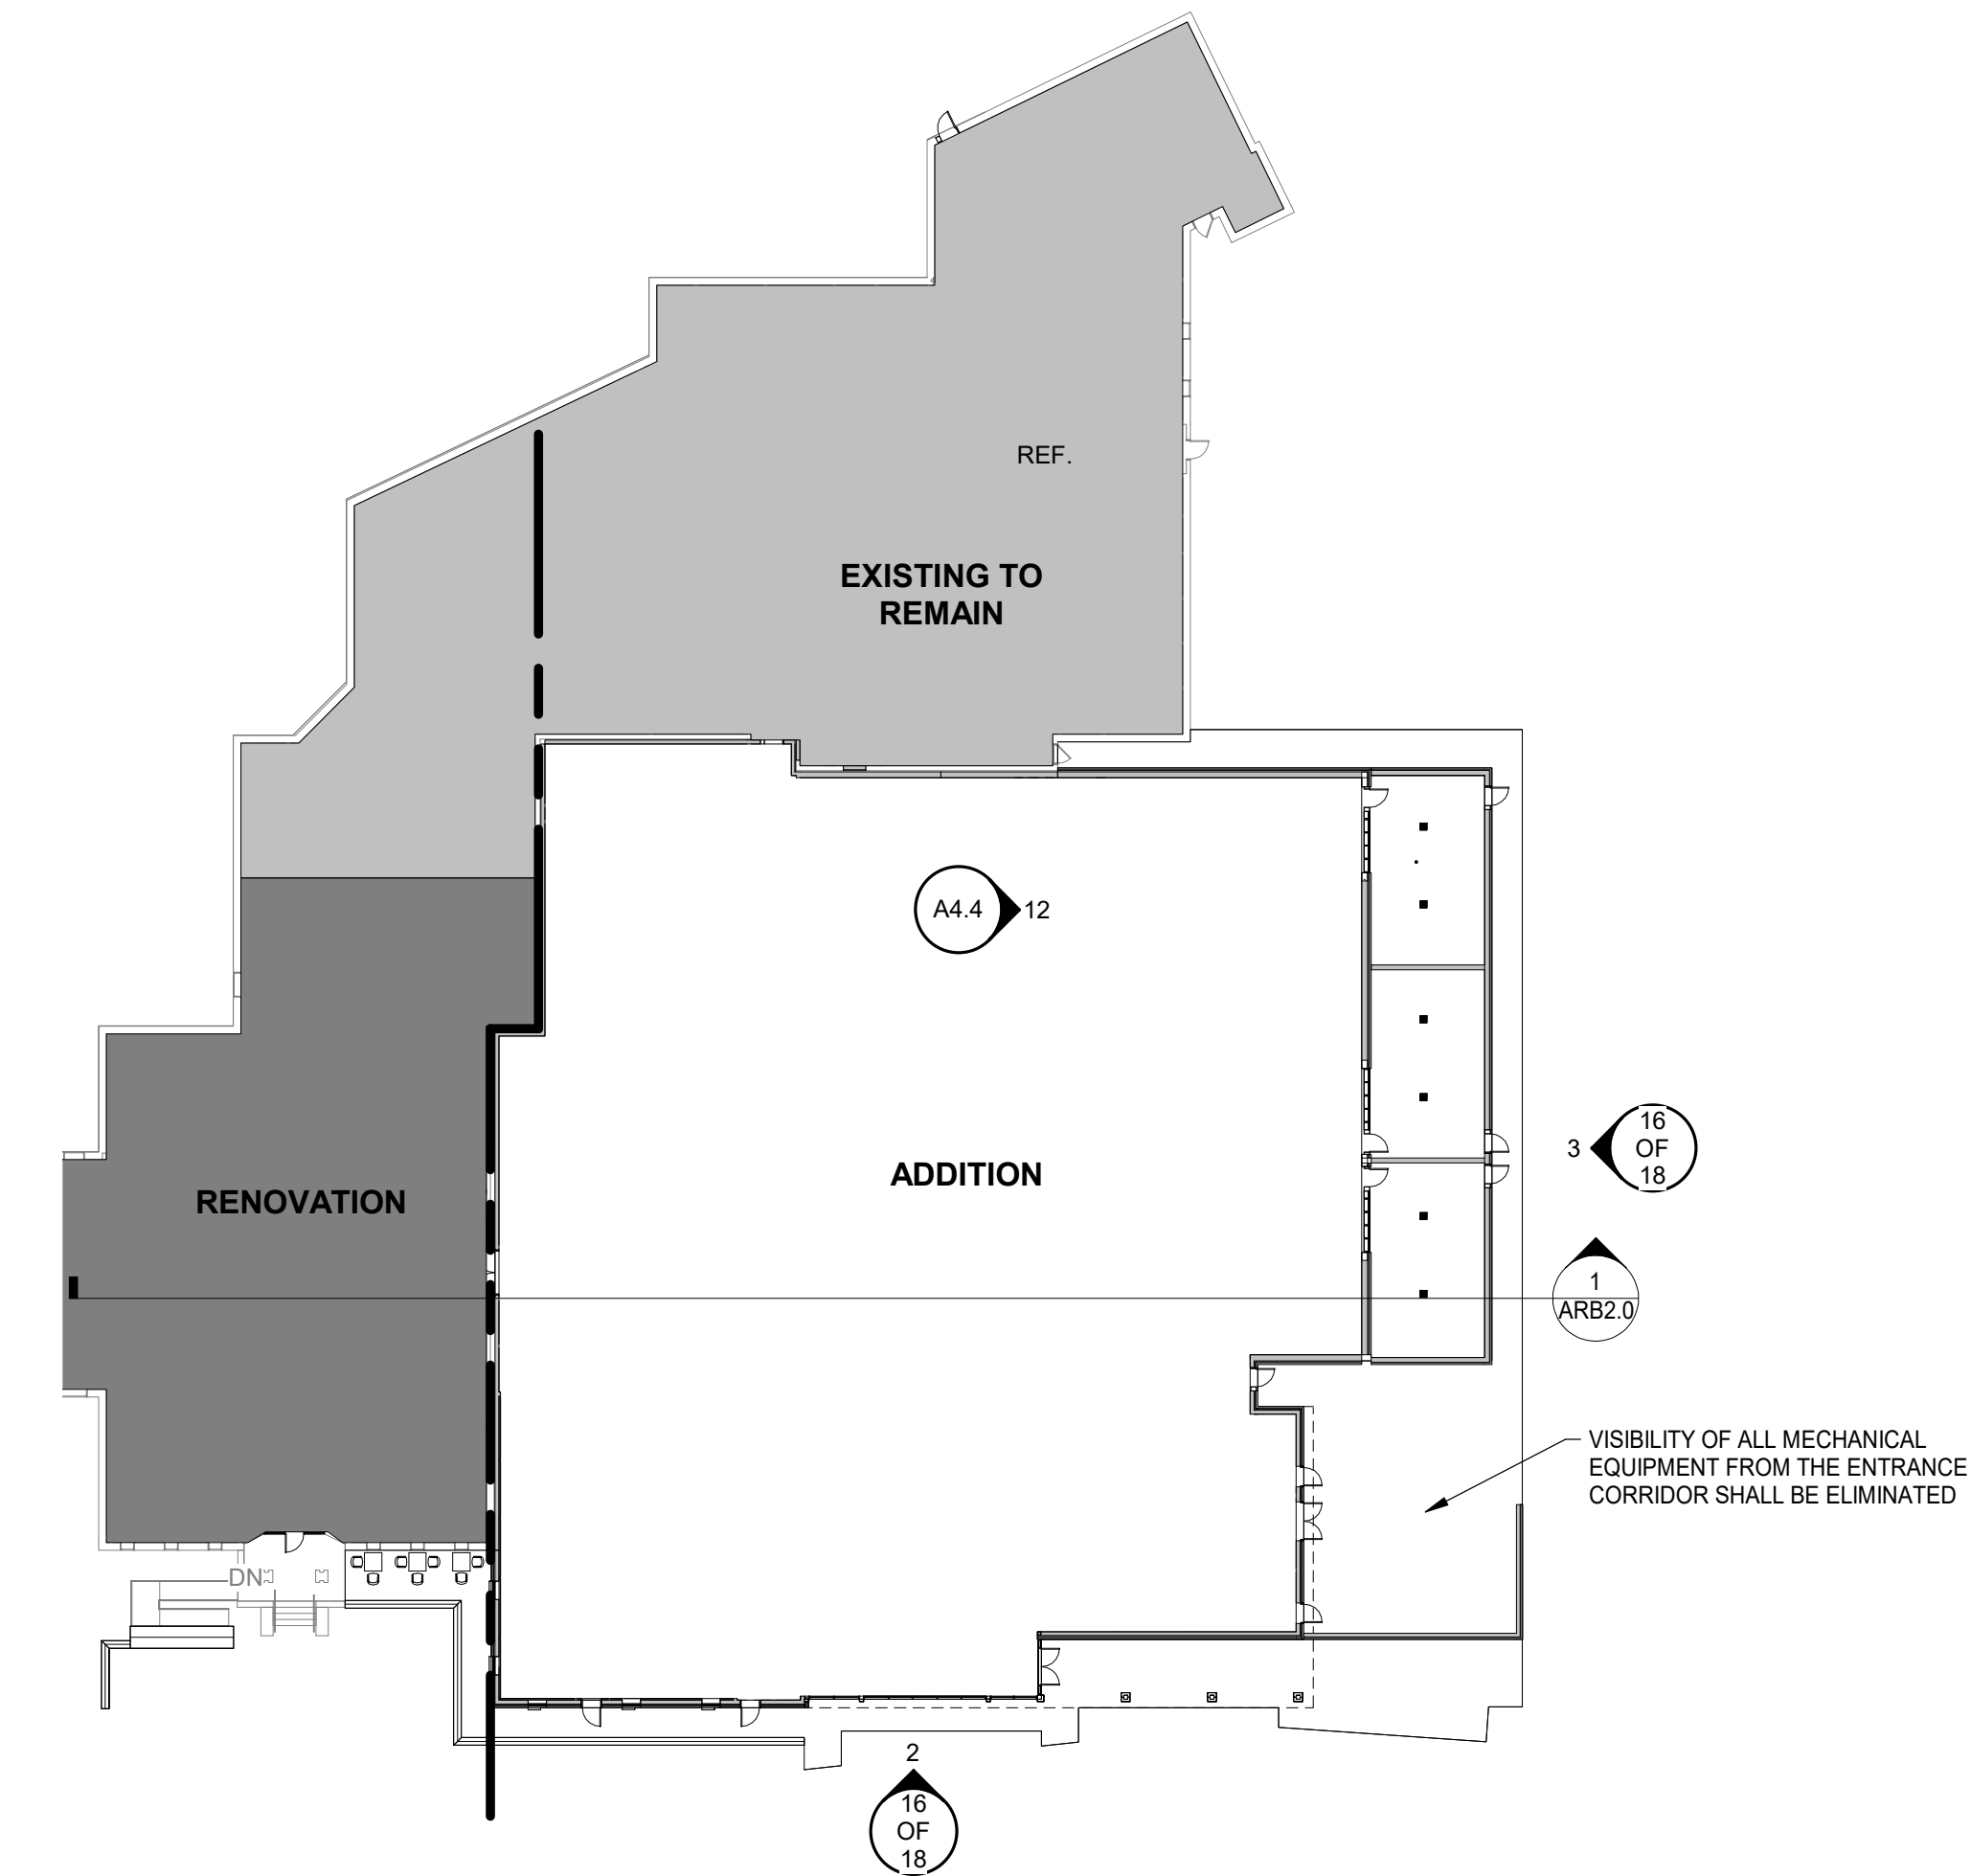 REF.
EXISTING TO
REMAIN
A4.4
12
ADDITION
RENOVATION
3
16
OF
18
1
ARB2.0
VISIBILITY OF ALL MECHANICAL
EQUIPMENT FROM THE ENTRANCE
CORRIDOR SHALL BE ELIMINATED
DN
2
16
OF
18